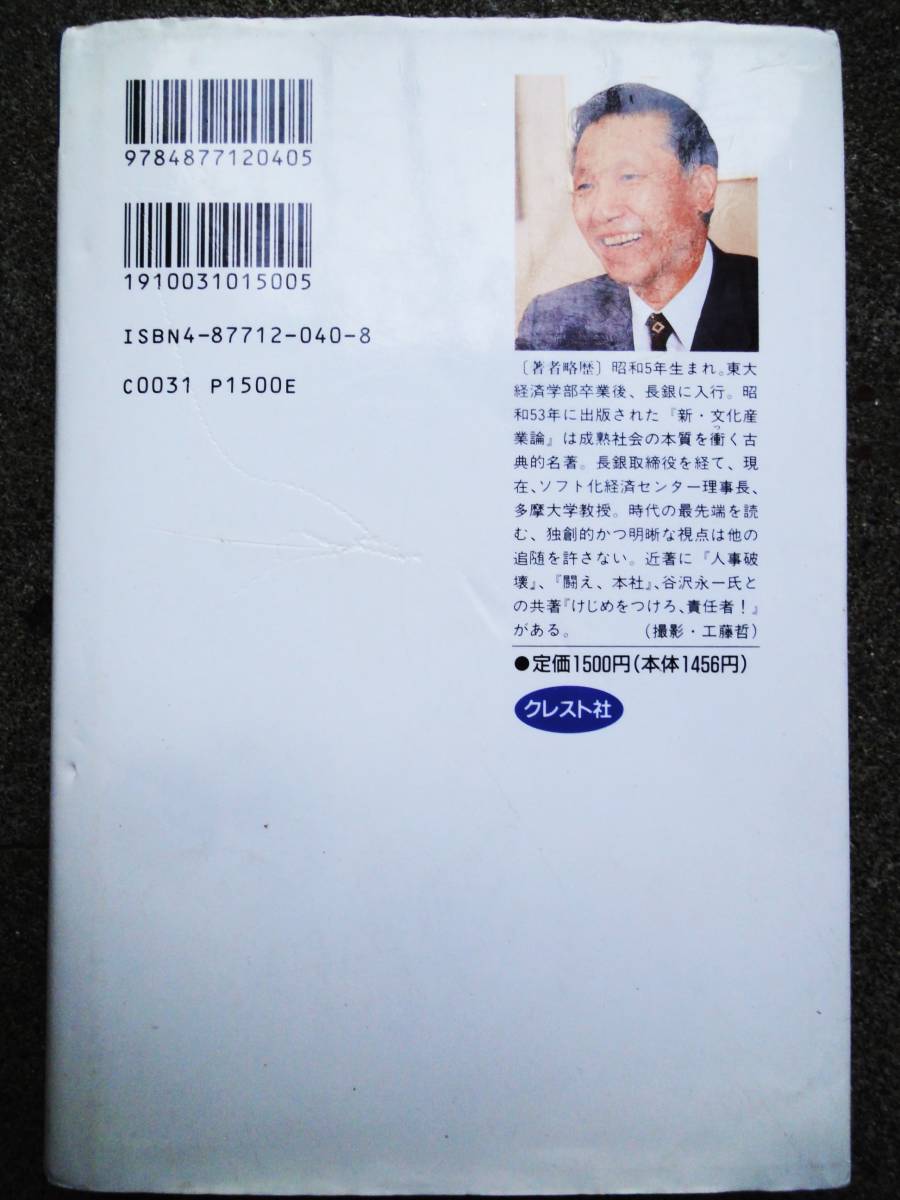 9784877120405
1910031015005
ISBN4-87712-040-8
C0031 P1500E
〔著者略歴〕昭和5年生まれ。東大
経済学部卒業後、長銀に入行。昭
和53年に出版された『新・文化産
業論』は成熟社会の本質を衝く古
典的名著。長銀取締役を経て、現
在、ソフト化経済センター理事長、
多摩大学教授。時代の最先端を読
む、独創的かつ明晰な視点は他の
追随を許さない。近著に『人事破
壊』、『闘え、本社』、谷沢永一氏と
の共著『けじめをつけろ、責任者！』
がある。 （撮影・工藤哲）
●定価1500円(本体1456円)
クレスト社